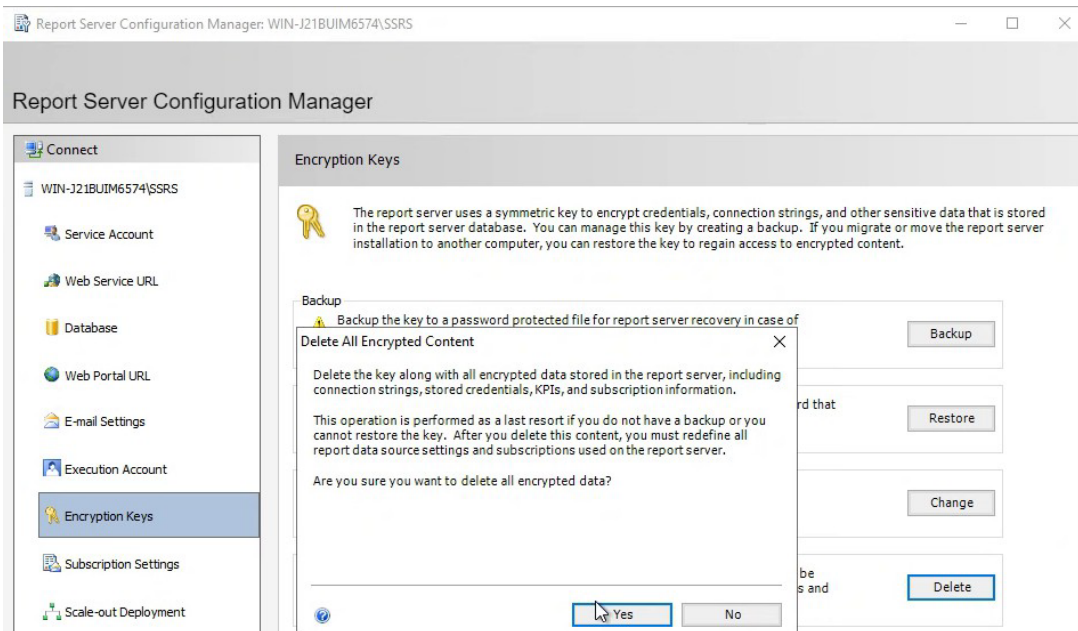 Report Server Configuration Manager: WIN-J21BUIM6574\SSRS
Report Server Configuration Manager
Connect
WIN-J21BUIM6574\SSRS
Service Account
Web Service URL
Database
Web Portal URL
E-mail Settings
Execution Account
Encryption Keys
Subscription Settings
Scale-out Deployment
Encryption Keys
The report server uses a symmetric key to encrypt credentials, connection strings, and other sensitive data that is stored
in the report server database. You can manage this key by creating a backup. If you migrate or move the report server
installation to another computer, you can restore the key to regain access to encrypted content.
Backup
Backup the key to a password protected file for report server recovery in case of
Backup
Delete All Encrypted Content
Delete the key along with all encrypted data stored in the report server, including
connection strings, stored credentials, KPIs, and subscription information.
This operation is performed as a last resort if you do not have a backup or you
cannot restore the key. After you delete this content, you must redefine all
report data source settings and subscriptions used on the report server.
Are you sure you want to delete all encrypted data?
Yes
No
rd that
Restore
Change
be
s and
Delete